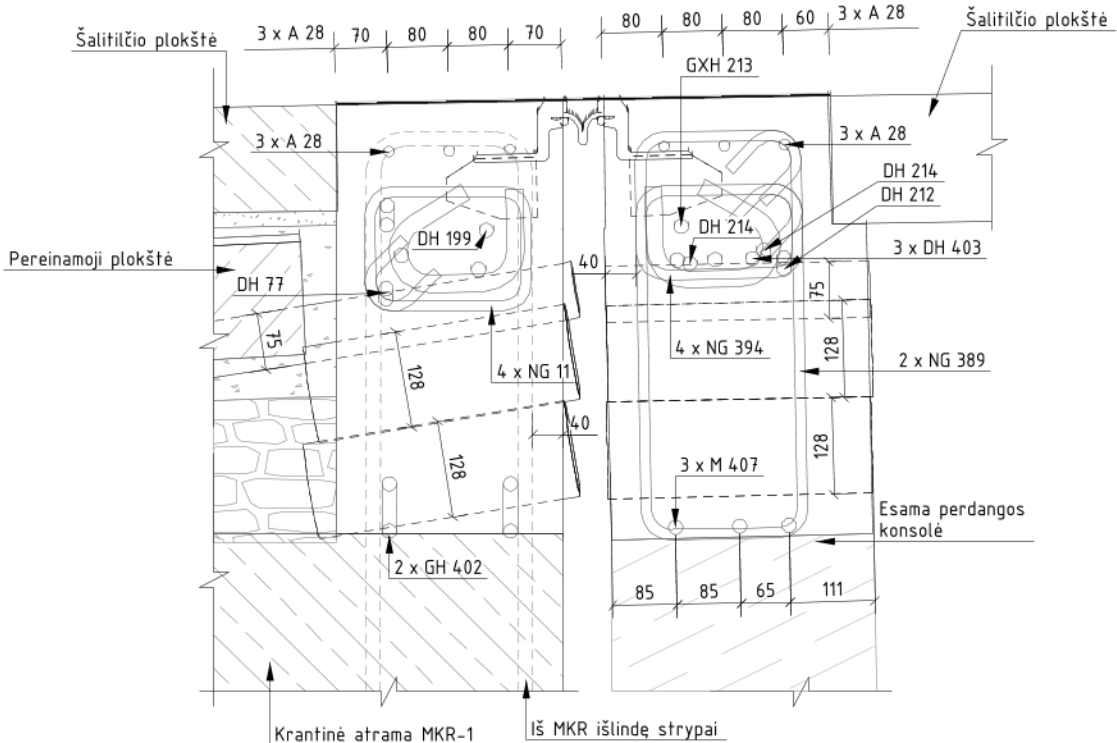 80 80 80 60 3 x A 28
Šalitilčio plokštė
Šalitilčio plokštė
3 x A 28 70 80 80 70
GXH 213
3 x A 28
3 x A 28
DH 214
DH 212
DH 199
DH 214
3 x DH 403
Pereinamoji plokštė
40
DH 77
75
75
128
128
4 x NG 11
4 x NG 394
2 x NG 389
40
128
128
3 x M 407
Esama perdangos
konsolė
2 x GH 402
85 85 65 111
Krantinė atrama MKR-1
Iš MKR išlindę strypai